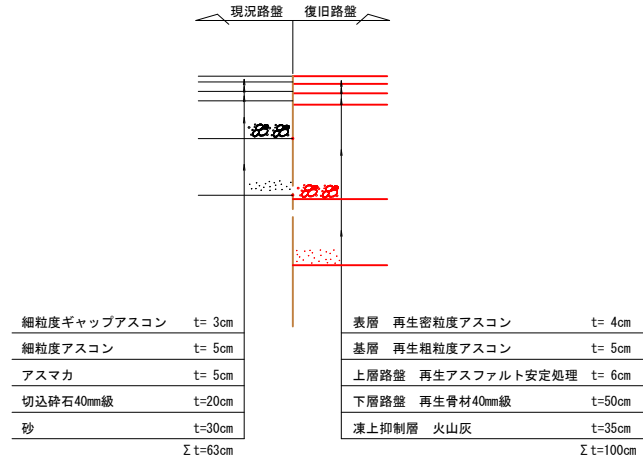 現況路盤 復旧路盤
細粒度ギャップアスコン t= 3cm
細粒度アスコン t= 5cm
アスマカ t= 5cm
切込砕石40mm級 t=20cm
砂 t=30cm
Σt=63cm
表層 再生密粒度アスコン t= 4cm
基層 再生粗粒度アスコン t= 5cm
上層路盤 再生アスファルト安定処理 t= 6cm
下層路盤 再生骨材40mm級 t=50cm
凍上抑制層 火山灰 t=35cm
Σt=100cm